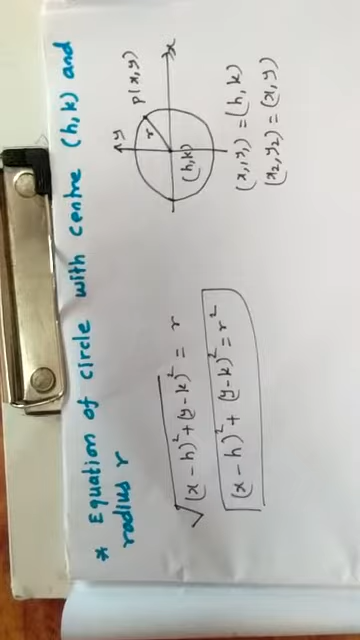 * Equation of circle with centre (h,k) and
radius r
y
P(x,y)
r
x
(h,k)
(x₁,y₁) = (h,k)
(x₂,y₂) = (x,y)
√(x-h)²+(y-k)² = r
(x-h)²+(y-k)²=r²